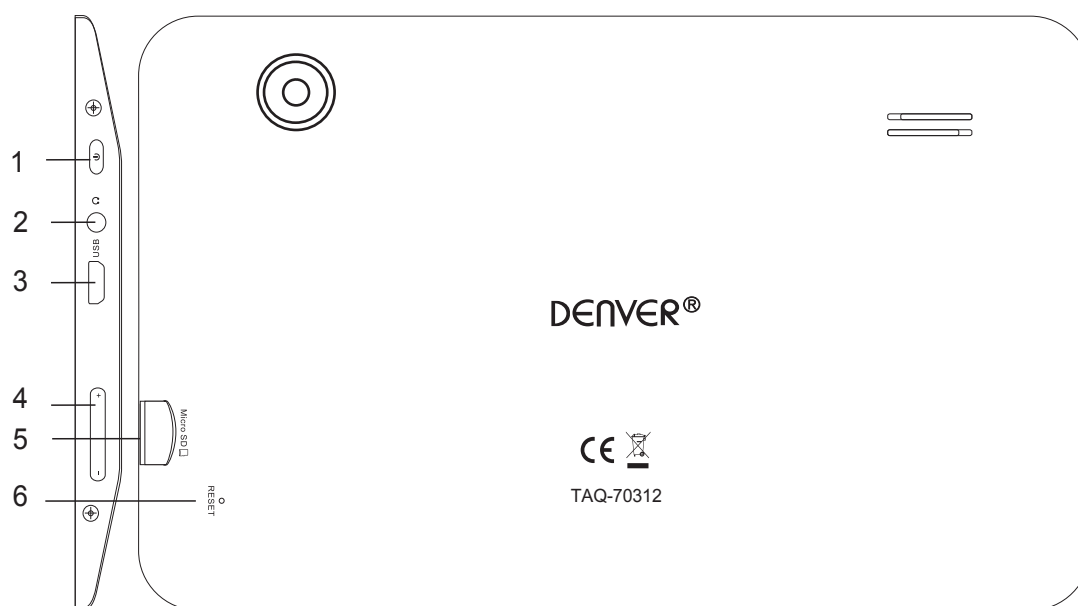 1
2
USB
3
DENVER®
4
+
Micro SD
5
-
CE
6
RESET
TAQ-70312